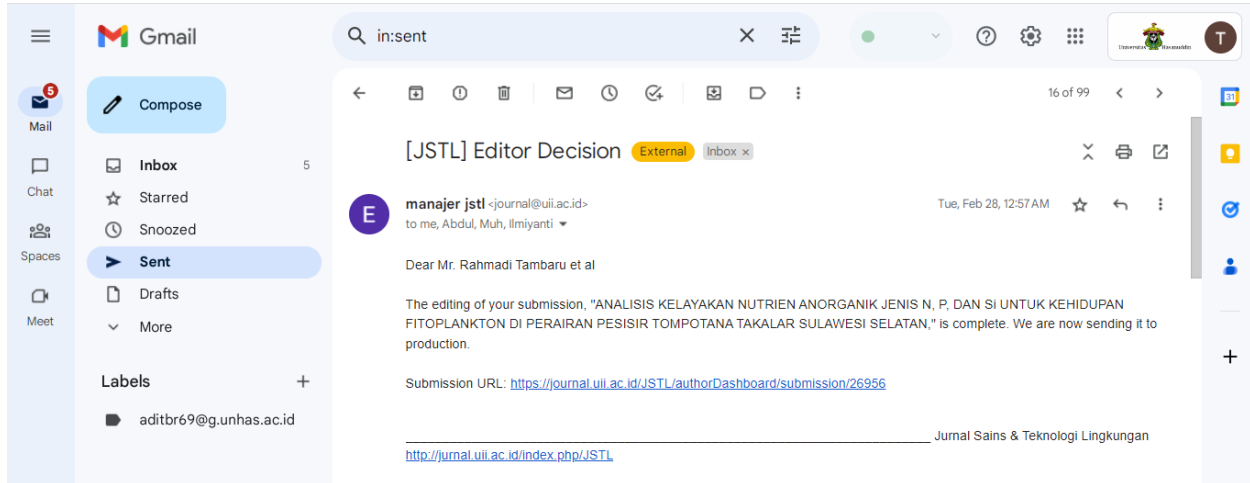 Gmail
in:sent
Universitas Hasanuddin
T
5
Mail
Compose
16 of 99
31
[JSTL] Editor Decision External Inbox ×
Inbox 5
Chat
Starred
E
manajer jstl <journal@uii.ac.id> Tue, Feb 28, 12:57 AM
to me, Abdul, Muh, Ilmiyanti
Snoozed
Spaces
Sent
Dear Mr. Rahmadi Tambaru et al
Drafts
The editing of your submission, "ANALISIS KELAYAKAN NUTRIEN ANORGANIK JENIS N, P, DAN Si UNTUK KEHIDUPAN
FITOPLANKTON DI PERAIRAN PESISIR TOMPOTANA TAKALAR SULAWESI SELATAN," is complete. We are now sending it to
production.
Meet
More
Labels +
Submission URL: https://journal.uii.ac.id/JSTL/authorDashboard/submission/26956
aditbr69@g.unhas.ac.id
________________________________________________________________________ Jurnal Sains & Teknologi Lingkungan
http://jurnal.uii.ac.id/index.php/JSTL